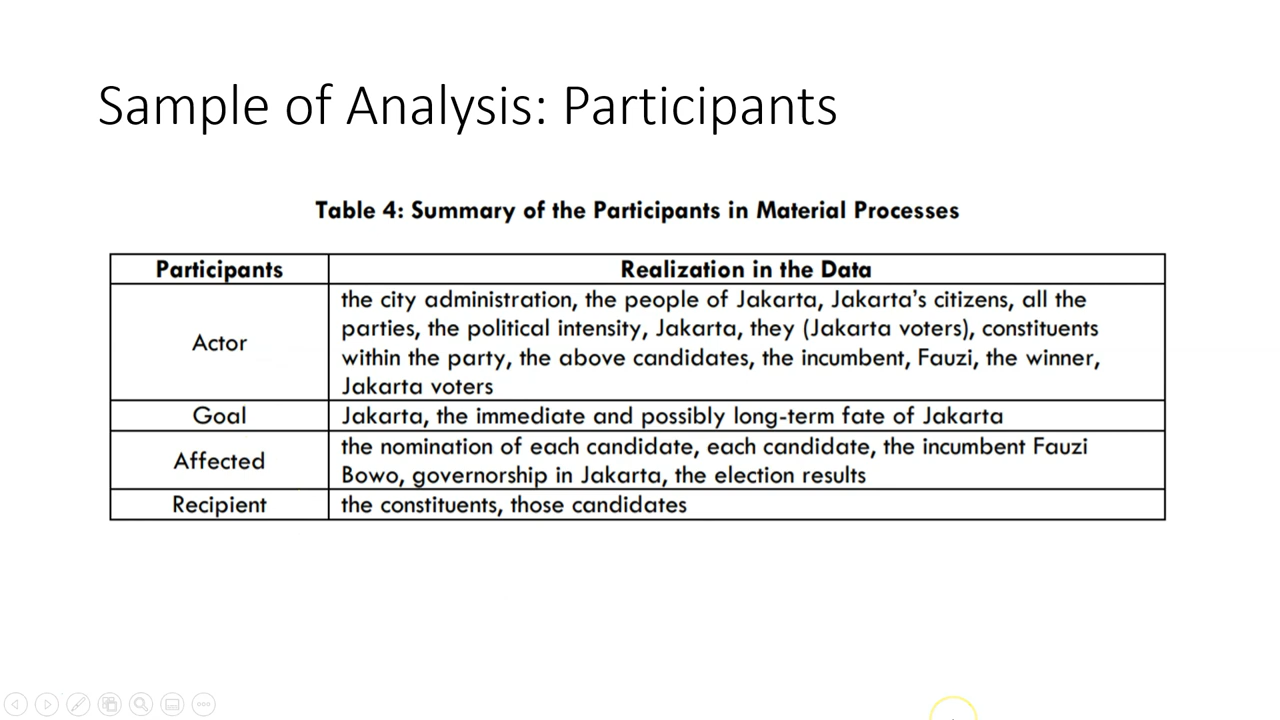 Sample of Analysis: Participants
Table 4: Summary of the Participants in Material Processes
Participants
Realization in the Data
Actor
the city administration, the people of Jakarta, Jakarta’s citizens, all the
parties, the political intensity, Jakarta, they (Jakarta voters), constituents
within the party, the above candidates, the incumbent, Fauzi, the winner,
Jakarta voters
Goal
Jakarta, the immediate and possibly long-term fate of Jakarta
Affected
the nomination of each candidate, each candidate, the incumbent Fauzi
Bowo, governorship in Jakarta, the election results
Recipient
the constituents, those candidates